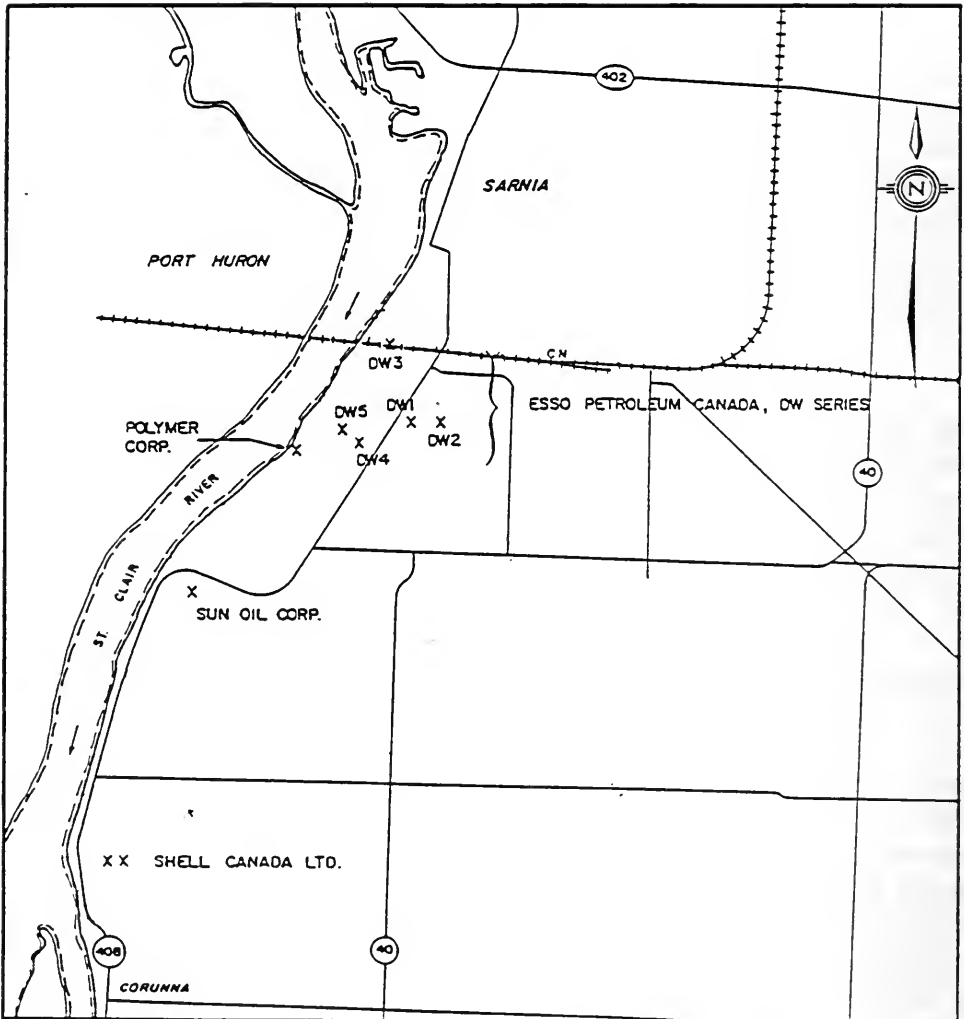 402
N
SARNIA
PORT HURON
CN
DW3
ESSO PETROLEUM CANADA, DW SERIES
DW5
DW1
DW2
DW4
POLYMER
CORP.
40
ST. CLAIR RIVER
SUN OIL CORP.
X X SHELL CANADA LTD.
408
40
CORUNNA